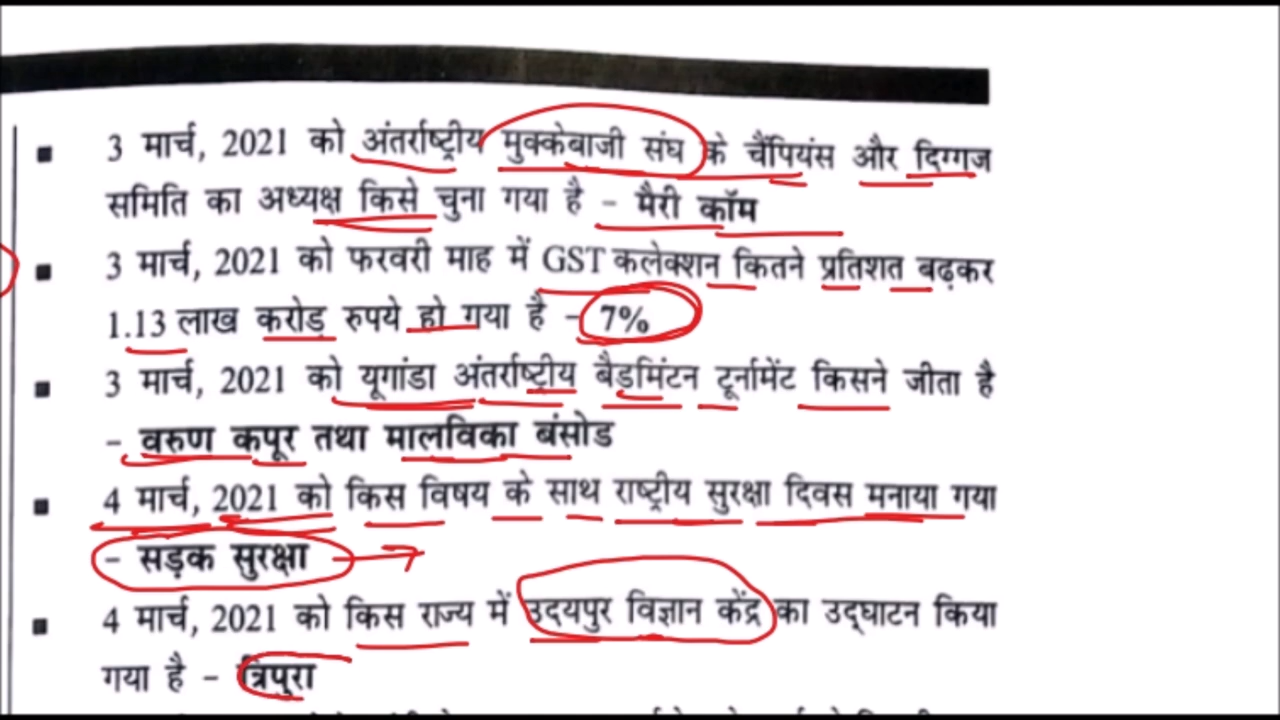 ▪ 3 मार्च, 2021 को अंतर्राष्ट्रीय मुक्केबाजी संघ के चैंपियंस और दिग्गज
समिति का अध्यक्ष किसे चुना गया है - मैरी कॉम
▪ 3 मार्च, 2021 को फरवरी माह में GST कलेक्शन कितने प्रतिशत बढ़कर
1.13 लाख करोड़ रुपये हो गया है - 7%
▪ 3 मार्च, 2021 को यूगांडा अंतर्राष्ट्रीय बैडमिंटन टूर्नामेंट किसने जीता है
- वरुण कपूर तथा मालविका बंसोड
▪ 4 मार्च, 2021 को किस विषय के साथ राष्ट्रीय सुरक्षा दिवस मनाया गया
- सड़क सुरक्षा
▪ 4 मार्च, 2021 को किस राज्य में उदयपुर विज्ञान केंद्र का उद्घाटन किया
गया है - त्रिपुरा